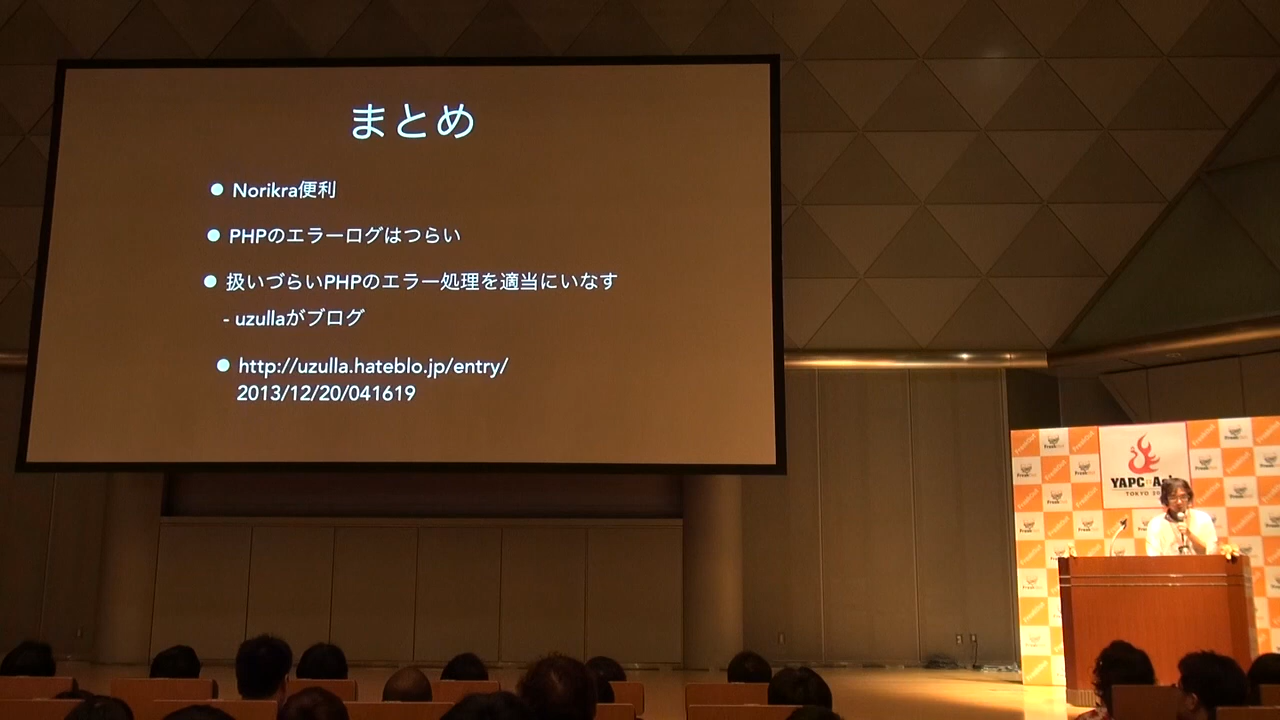 まとめ
● Norikra便利
● PHPのエラーログはつらい
● 扱いづらいPHPのエラー処理を適当にいなす
- uzullaがブログ
● http://uzulla.hateblo.jp/entry/
2013/12/20/041619
YAPC
TOKYO
FreakOut